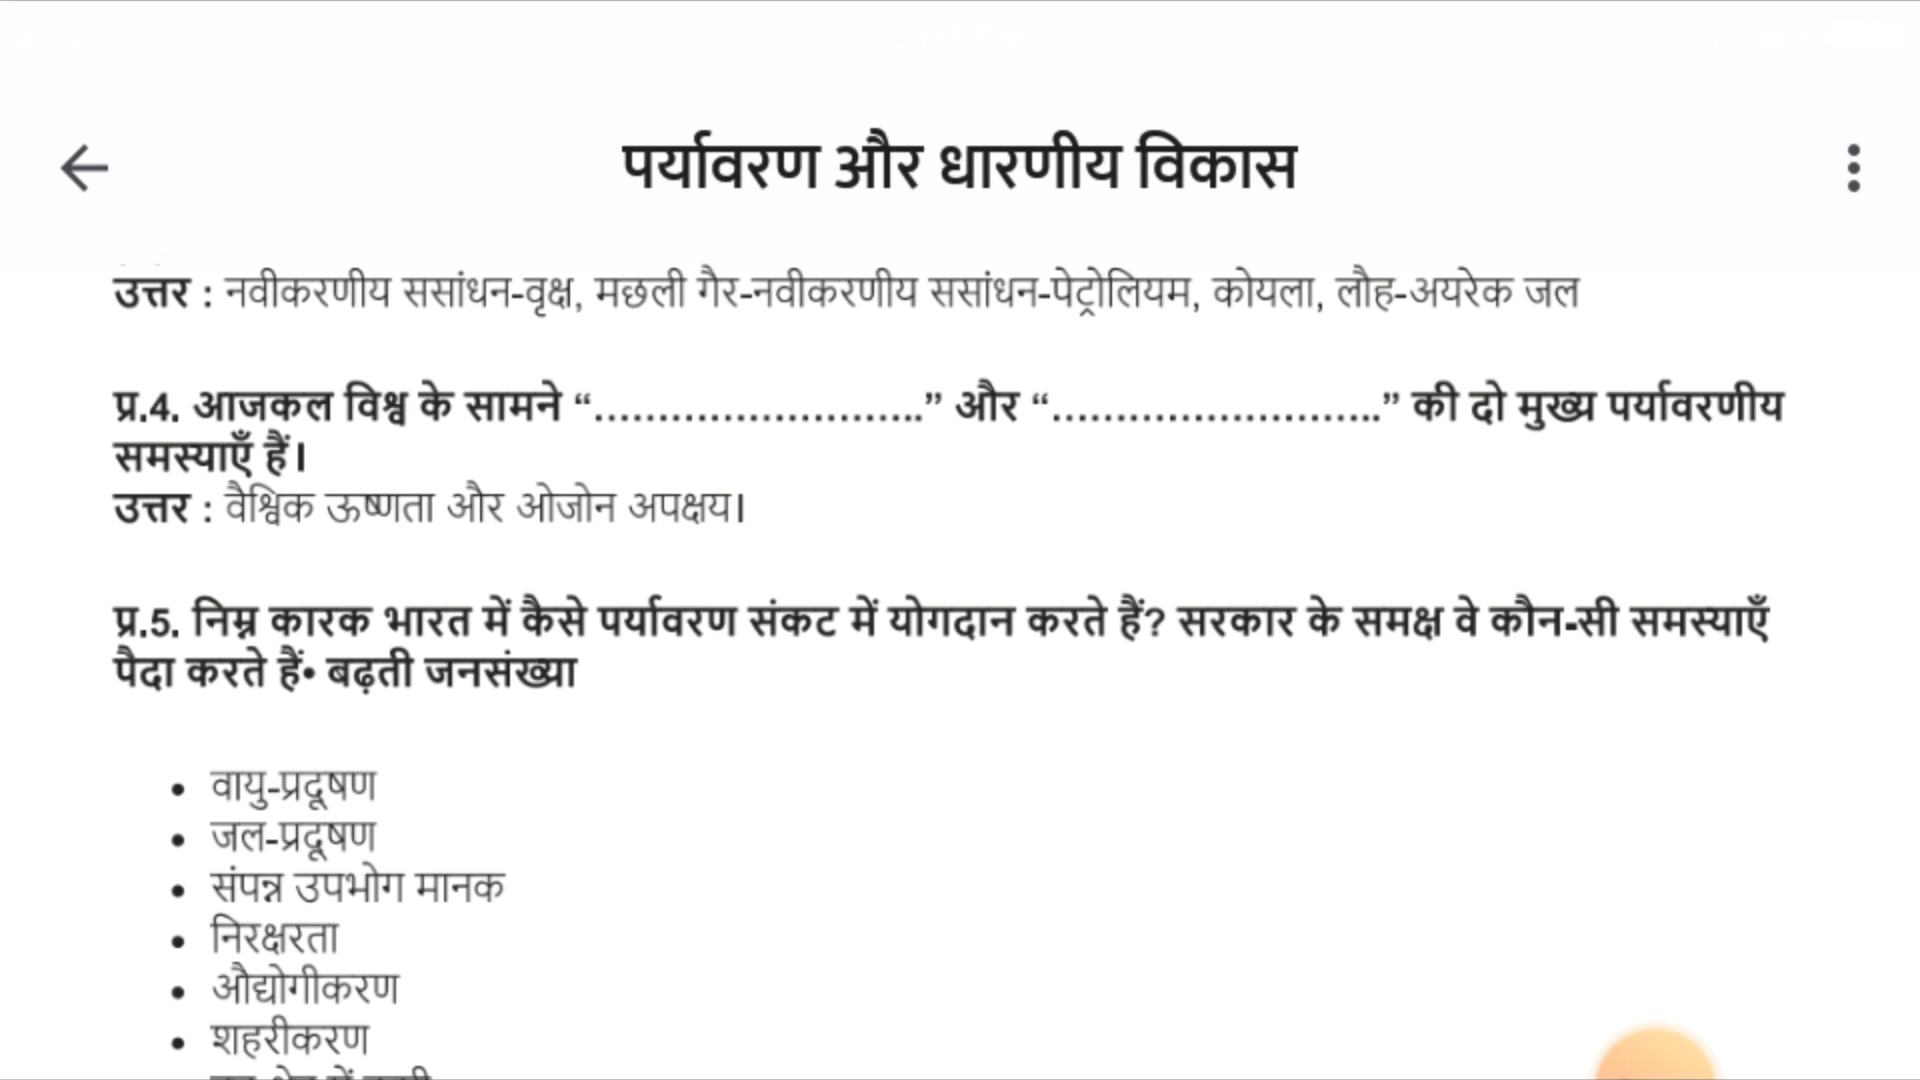 पर्यावरण और धारणीय विकास
उत्तर : नवीकरणीय ससांधन-वृक्ष, मछली गैर-नवीकरणीय ससांधन-पेट्रोलियम, कोयला, लौह-अयरेक जल
प्र.4. आजकल विश्व के सामने “……………………..” और “……………………..” की दो मुख्य पर्यावरणीय
समस्याएँ हैं।
उत्तर : वैश्विक ऊष्णता और ओजोन अपक्षय।
प्र.5. निम्न कारक भारत में कैसे पर्यावरण संकट में योगदान करते हैं? सरकार के समक्ष वे कौन-सी समस्याएँ
पैदा करते हैं• बढ़ती जनसंख्या
• वायु-प्रदूषण
• जल-प्रदूषण
• संपन्न उपभोग मानक
• निरक्षरता
• औद्योगीकरण
• शहरीकरण